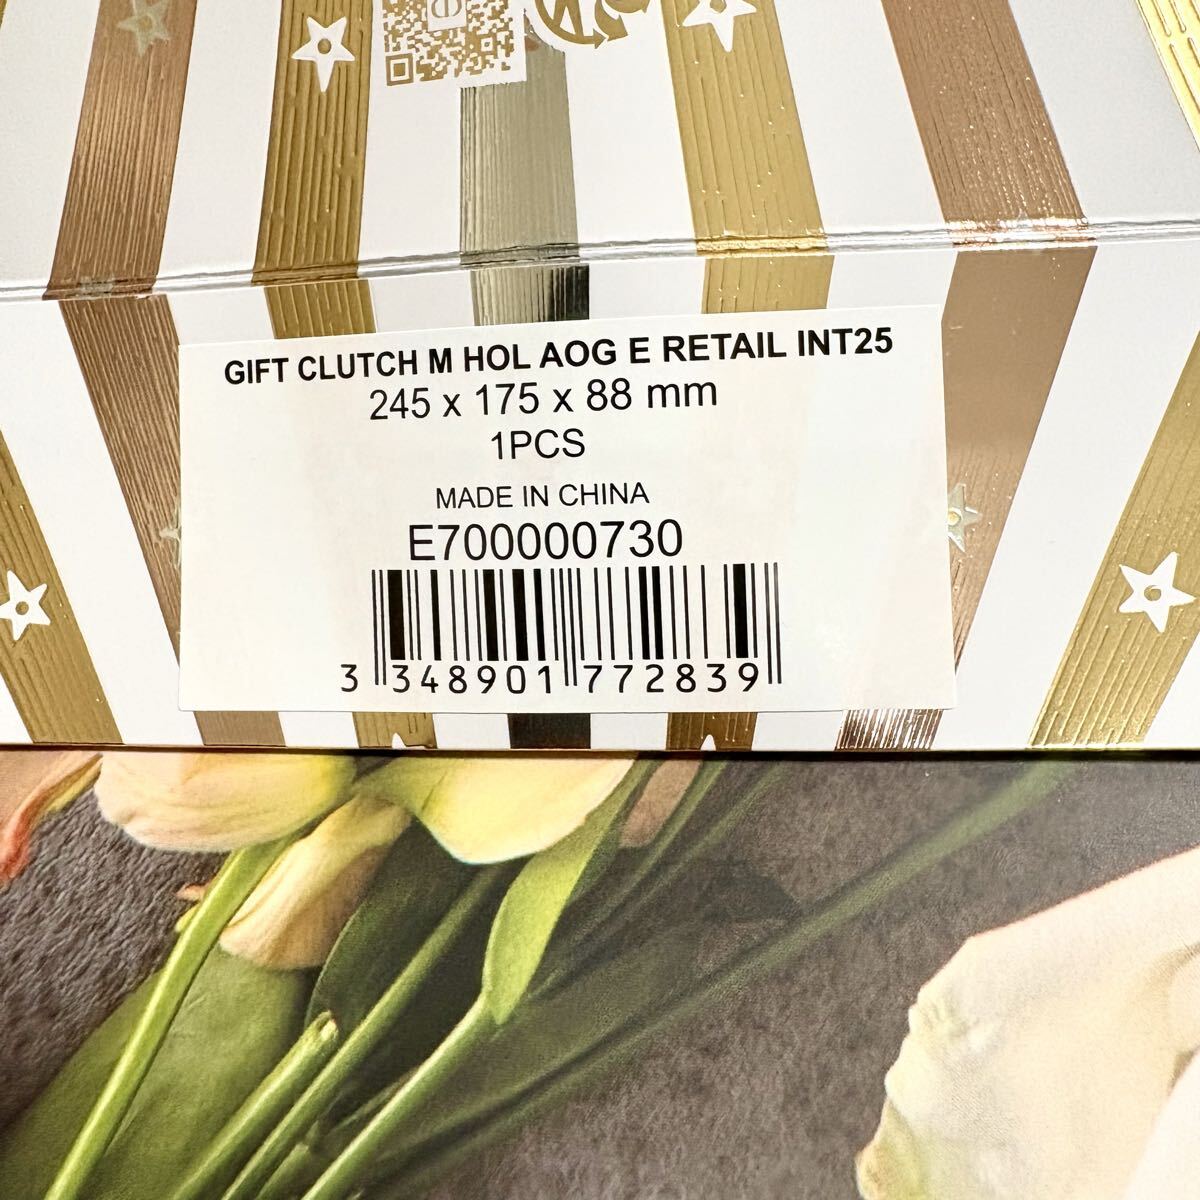 GIFT CLUTCH M HOL AOG E RETAIL INT25
245 x 175 x 88 mm
1PCS
MADE IN CHINA
E700000730
3 348901 772839